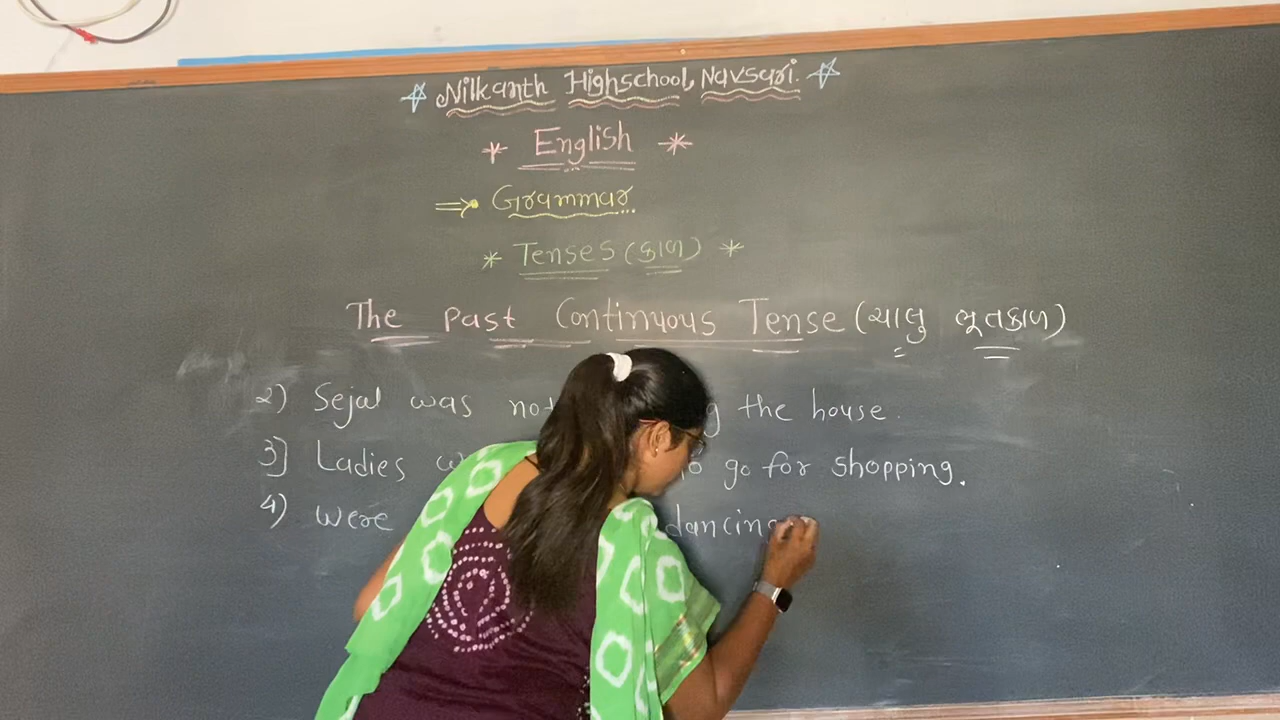 Nilkanth Highschool, Navsari.
* English *
⇒ Grammar
* Tenses (કાળ) *
The Past Continuous Tense (ચાલુ ભૂતકાળ)
2) Sejal was not the house.
3] Ladies go for shopping.
4) Were dancing